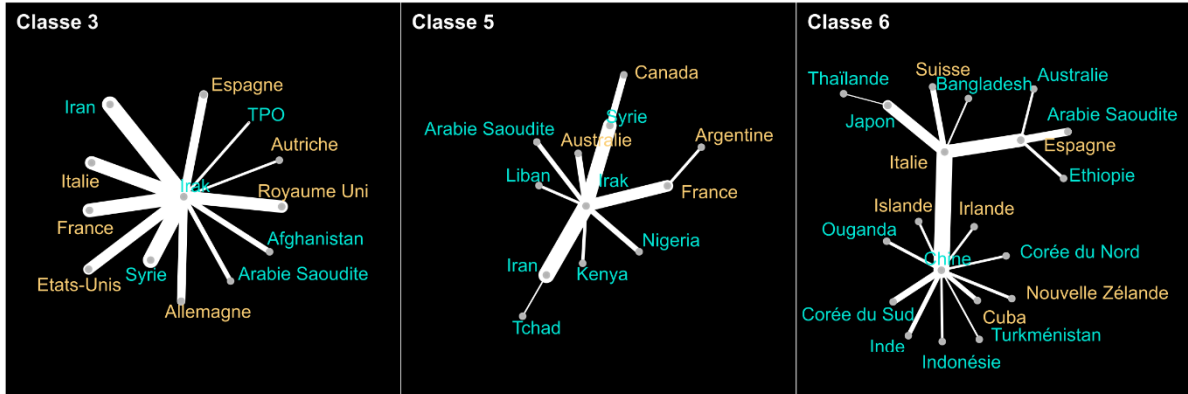 Classe 3
Espagne
Iran
TPO
Autriche
Italie
Irak
Royaume Uni
France
Afghanistan
Syrie
Arabie Saoudite
Etats-Unis
Allemagne
Classe 5
Canada
Syrie
Arabie Saoudite
Australie
Argentine
Liban
Irak
France
Nigeria
Iran
Kenya
Tchad
Classe 6
Thaïlande
Suisse
Bangladesh
Australie
Japon
Arabie Saoudite
Italie
Espagne
Ethiopie
Islande
Irlande
Ouganda
Chine
Corée du Nord
Nouvelle Zélande
Corée du Sud
Cuba
Turkménistan
Inde
Indonésie